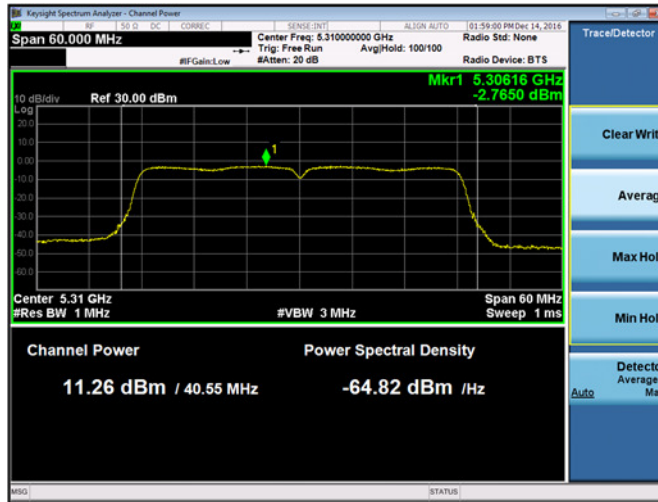 Keysight Spectrum Analyzer - Channel Power
RF 50 Ω DC CORREC SENSE:INT ALIGN AUTO 01:59:00 PM Dec 14, 2016
Span 60.000 MHz
Center Freq: 5.310000000 GHz
Radio Std: None
Trig: Free Run Avg|Hold: 100/100
#IFGain:Low
#Atten: 20 dB
Radio Device: BTS
Trace/Detector
Mkr1 5.30616 GHz
-2.7650 dBm
10 dB/div Ref 30.00 dBm
Log
20.0
10.0
0.00
-10.0
-20.0
-30.0
-40.0
-50.0
-60.0
1
Center 5.31 GHz
Span 60 MHz
#Res BW 1 MHz
#VBW 3 MHz
Sweep 1 ms
Channel Power
Power Spectral Density
11.26 dBm / 40.55 MHz
-64.82 dBm /Hz
Clear Writ
Averag
Max Hol
Min Hol
Detecto
Average
Auto Ma
MSG
STATUS